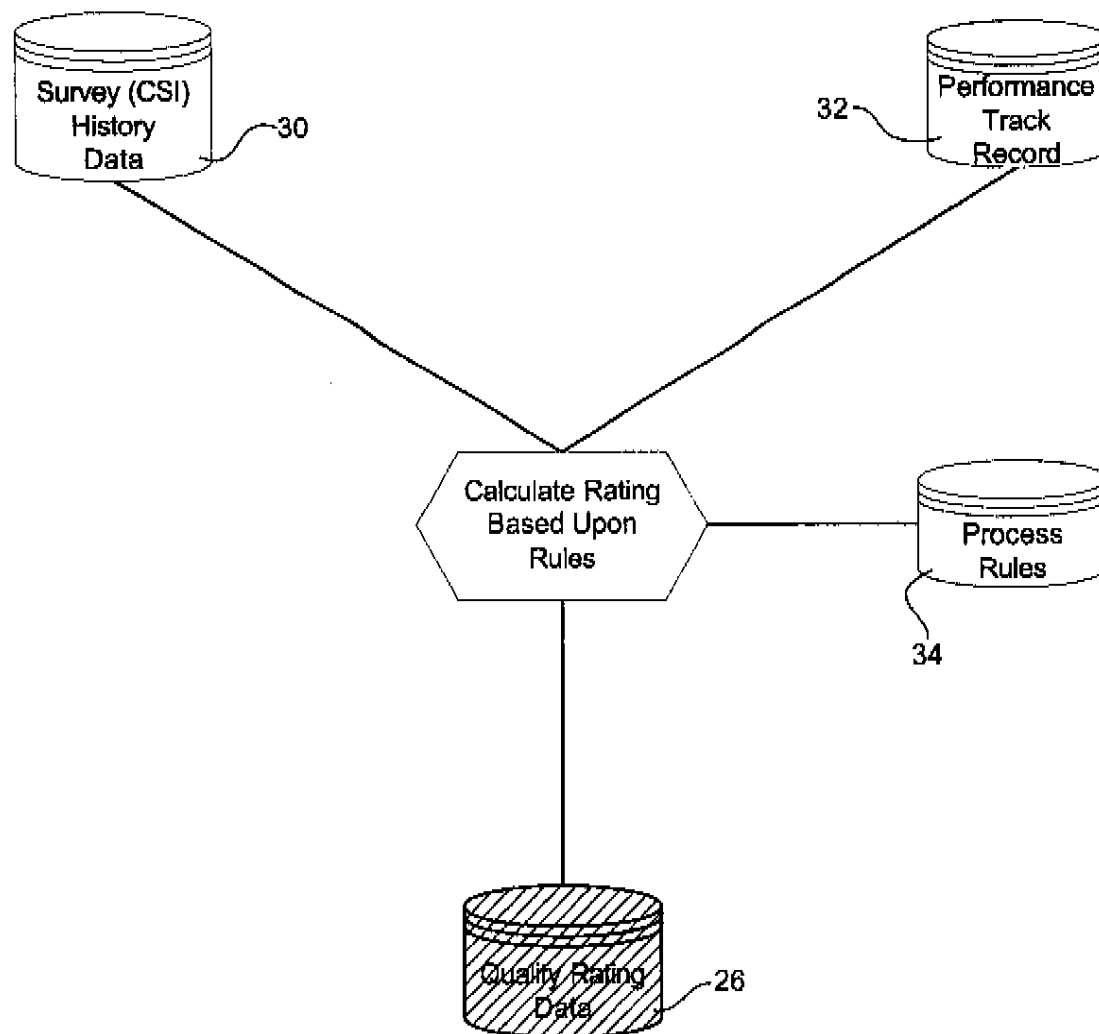 Survey (CSI)
History
Data
30
32
Performance
Track
Record
Calculate Rating
Based Upon
Rules
Process
Rules
34
Quality Rating
Data
26